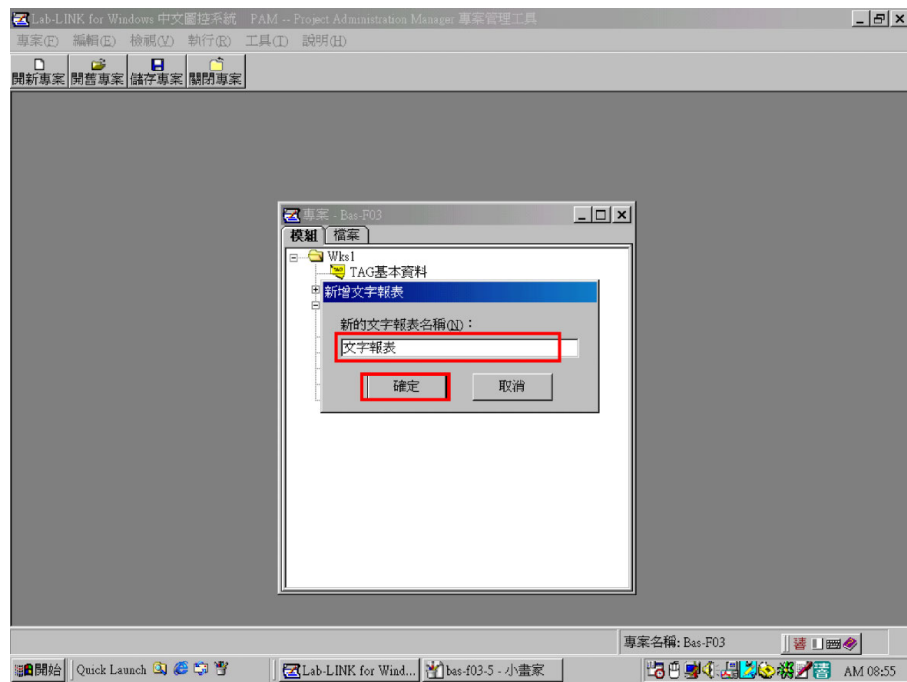 Lab-LINK for Windows 中文圖控系統 PAM -- Project Administration Manager 專案管理工具
專案(F) 編輯(E) 檢視(V) 執行(R) 工具(T) 說明(H)
開新專案 開舊專案 儲存專案 關閉專案
專案 - Bas-F03
模組 檔案
Wks1
TAG基本資料
新增文字報表
新的文字報表名稱(N)：
文字報表
確定 取消
專案名稱: Bas-F03
開始 Quick Launch Lab-LINK for Wind... bas-f03-5 - 小畫家 AM 08:55